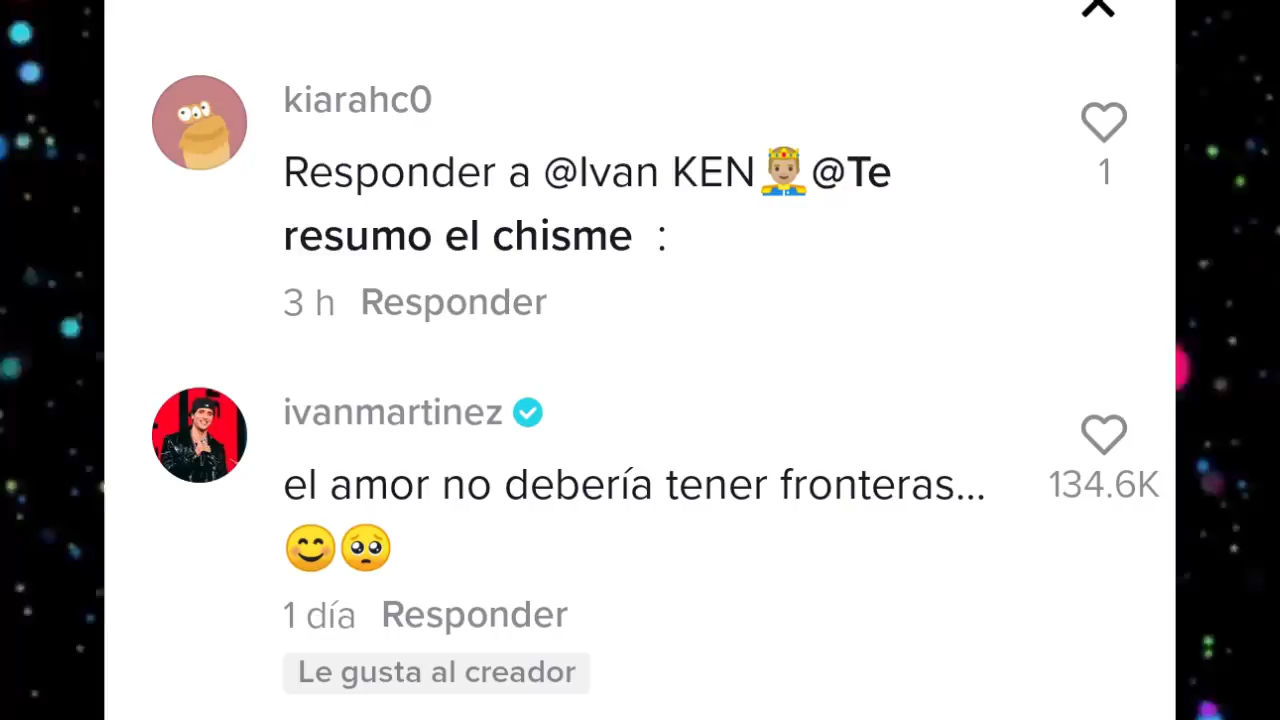 kiarahc0
Responder a @Ivan KEN🤴🏼@Te
resumo el chisme :
1
3 h Responder
ivanmartinez
el amor no debería tener fronteras...
😊🥺
134.6K
1 día Responder
Le gusta al creador